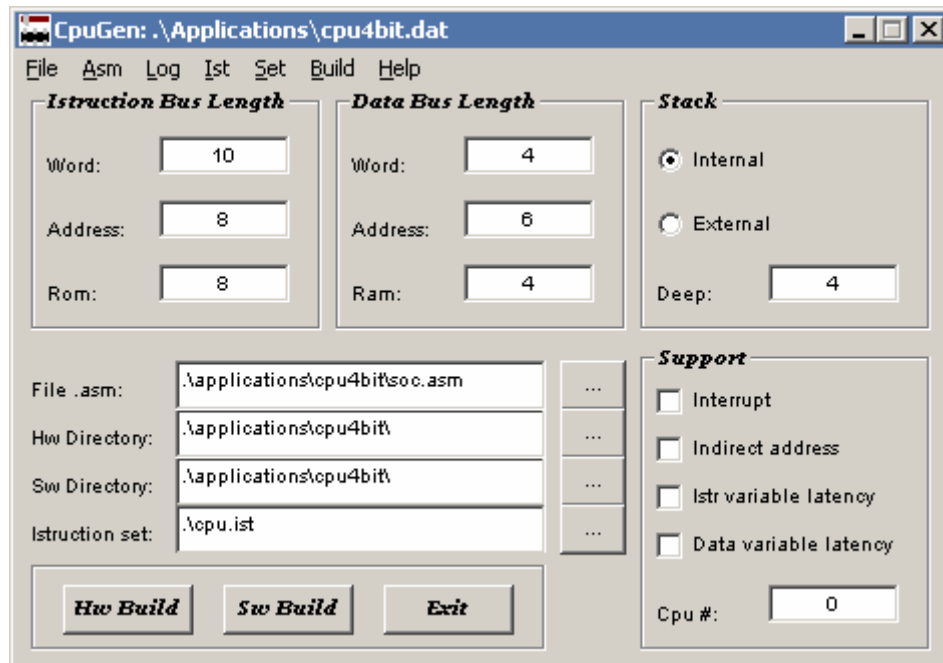 CpuGen: .\Applications\cpu4bit.dat
File Asm Log Ist Set Build Help
Istruction Bus Length
Word: 10
Address: 8
Rom: 8
Data Bus Length
Word: 4
Address: 6
Ram: 4
Stack
Internal
External
Deep: 4
File .asm: .\applications\cpu4bit\soc.asm ...
Hw Directory: .\applications\cpu4bit\ ...
Sw Directory: .\applications\cpu4bit\ ...
Istruction set: .\cpu.ist ...
Support
Interrupt
Indirect address
Istr variable latency
Data variable latency
Cpu #: 0
Hw Build Sw Build Exit